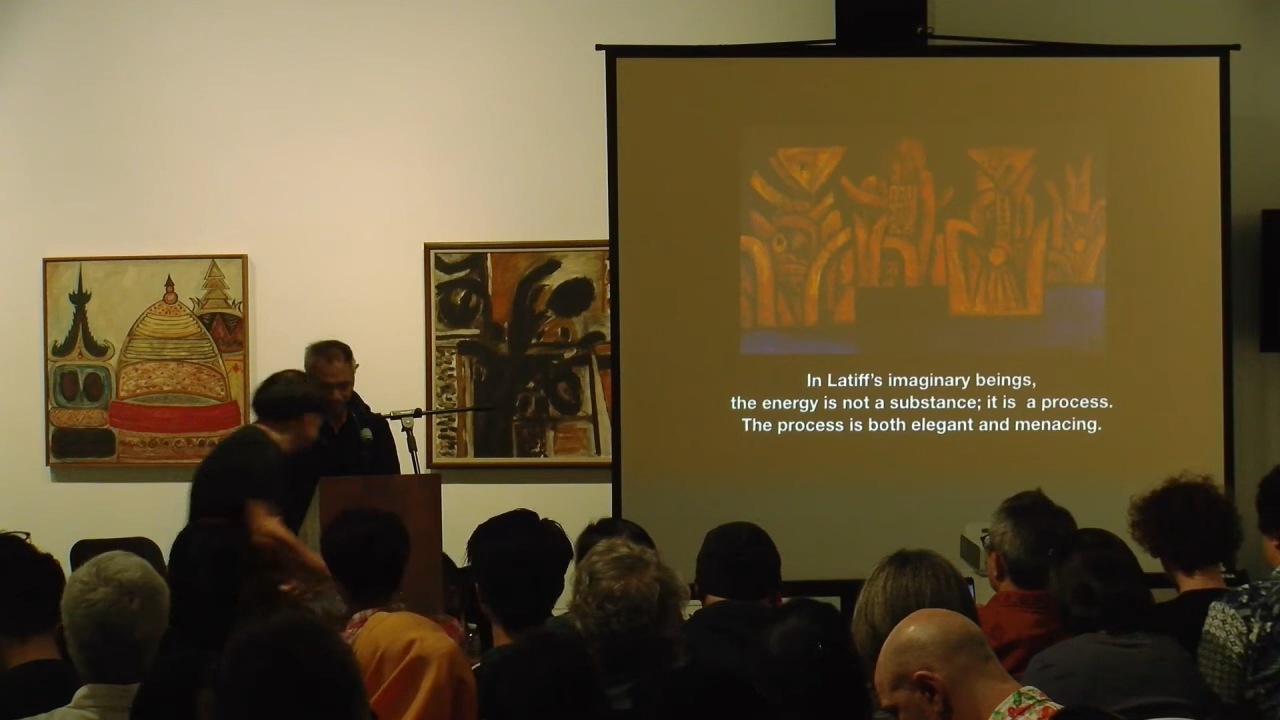 In Latiff's imaginary beings,
the energy is not a substance; it is a process.
The process is both elegant and menacing.